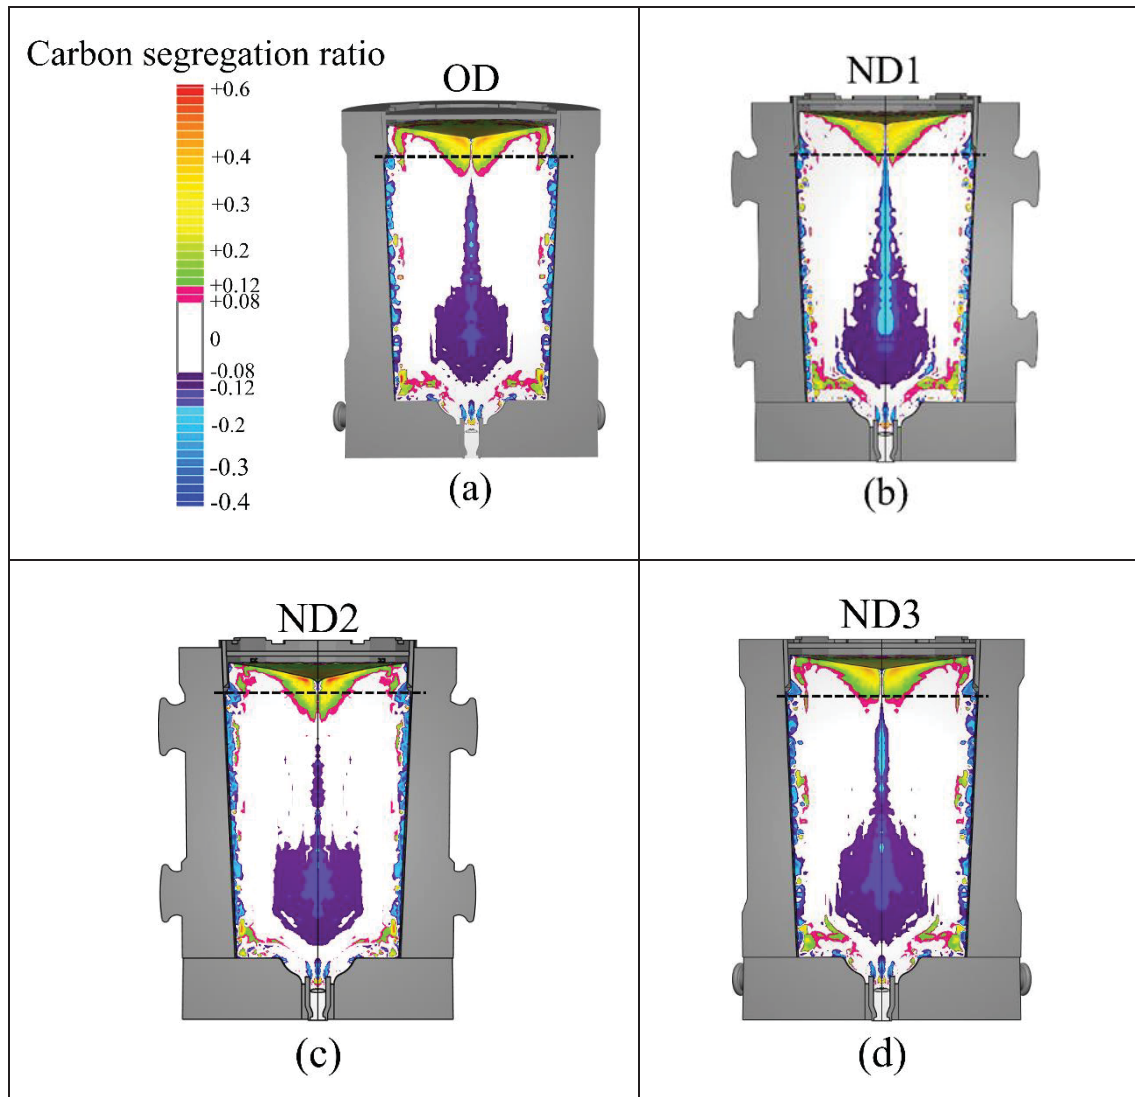 Carbon segregation ratio
+0.6
+0.4
+0.3
+0.2
+0.12
+0.08
0
-0.08
-0.12
-0.2
-0.3
-0.4
OD
(a)
ND1
(b)
ND2
(c)
ND3
(d)